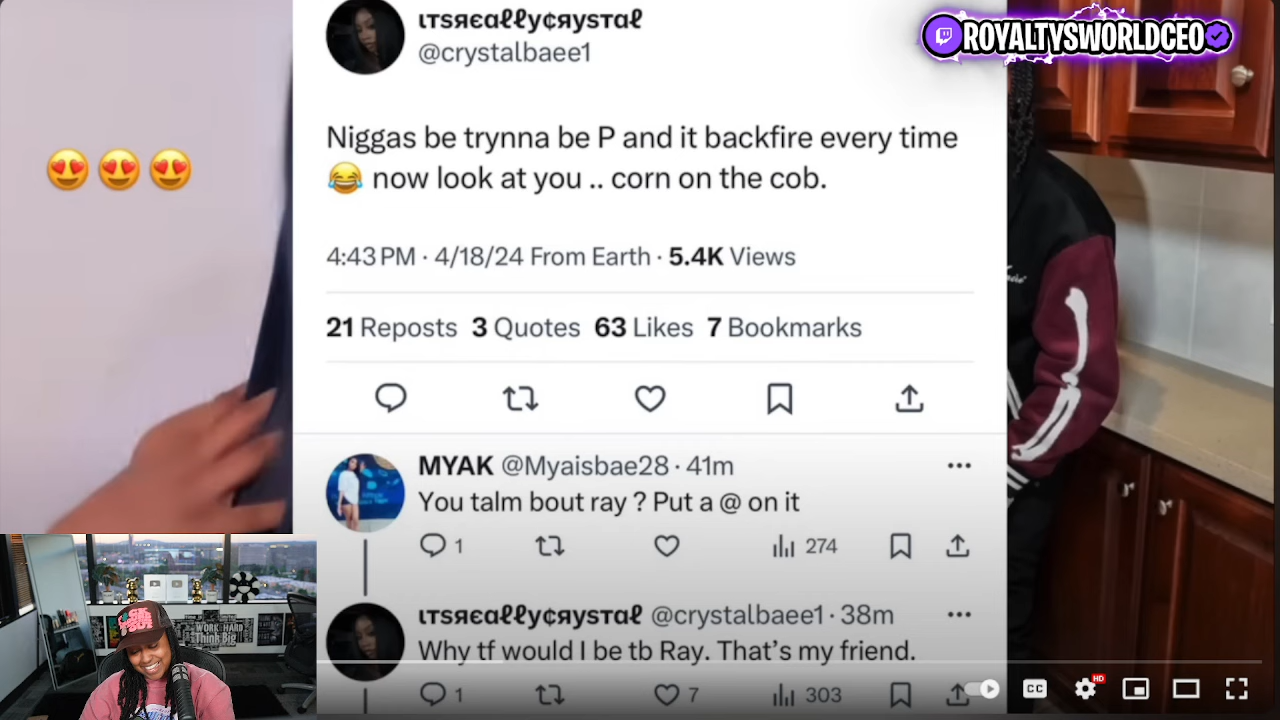 ιтѕяєαℓℓу¢яуѕтαℓ
@crystalbaee1
ROYALTYSWORLDCEO
Niggas be trynna be P and it backfire every time
😂 now look at you .. corn on the cob.
4:43 PM · 4/18/24 From Earth · 5.4K Views
21 Reposts 3 Quotes 63 Likes 7 Bookmarks
MYAK @Myaisbae28 · 41m
You talm bout ray ? Put a @ on it
1 274
ιтѕяєαℓℓу¢яуѕтαℓ @crystalbaee1 · 38m
Why tf would I be tb Ray. That's my friend.
1 7 303
WORK HARD
Think Big
CC
HD